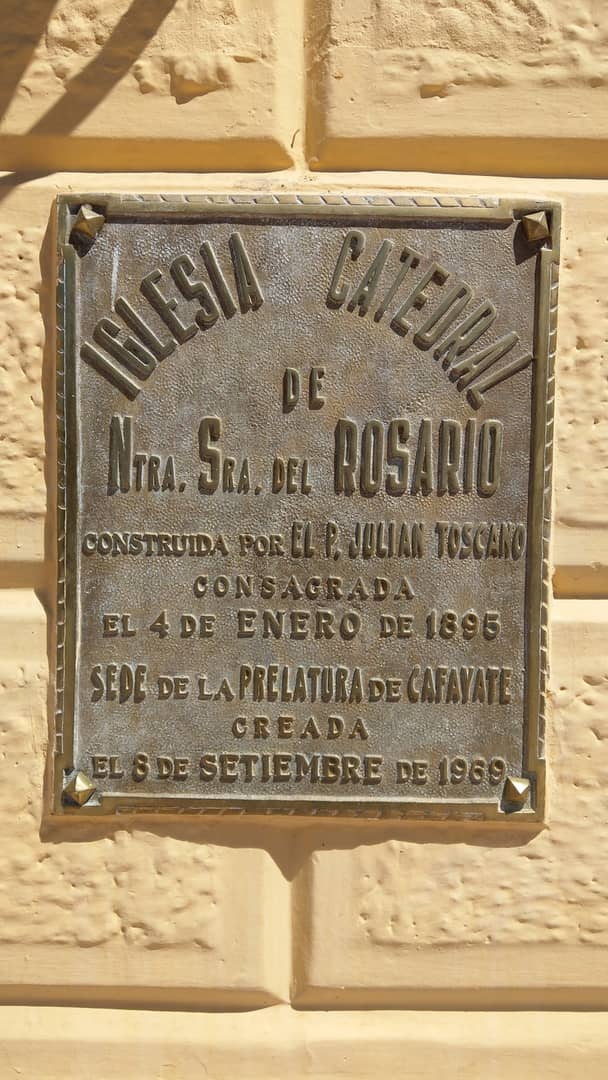 IGLESIA CATEDRAL
DE
NTRA. SRA. DEL ROSARIO
CONSTRUIDA POR EL P. JULIAN TOSCANO
CONSAGRADA
EL 4 DE ENERO DE 1895
SEDE DE LA PRELATURA DE CAFAYATE
CREADA
EL 8 DE SETIEMBRE DE 1969